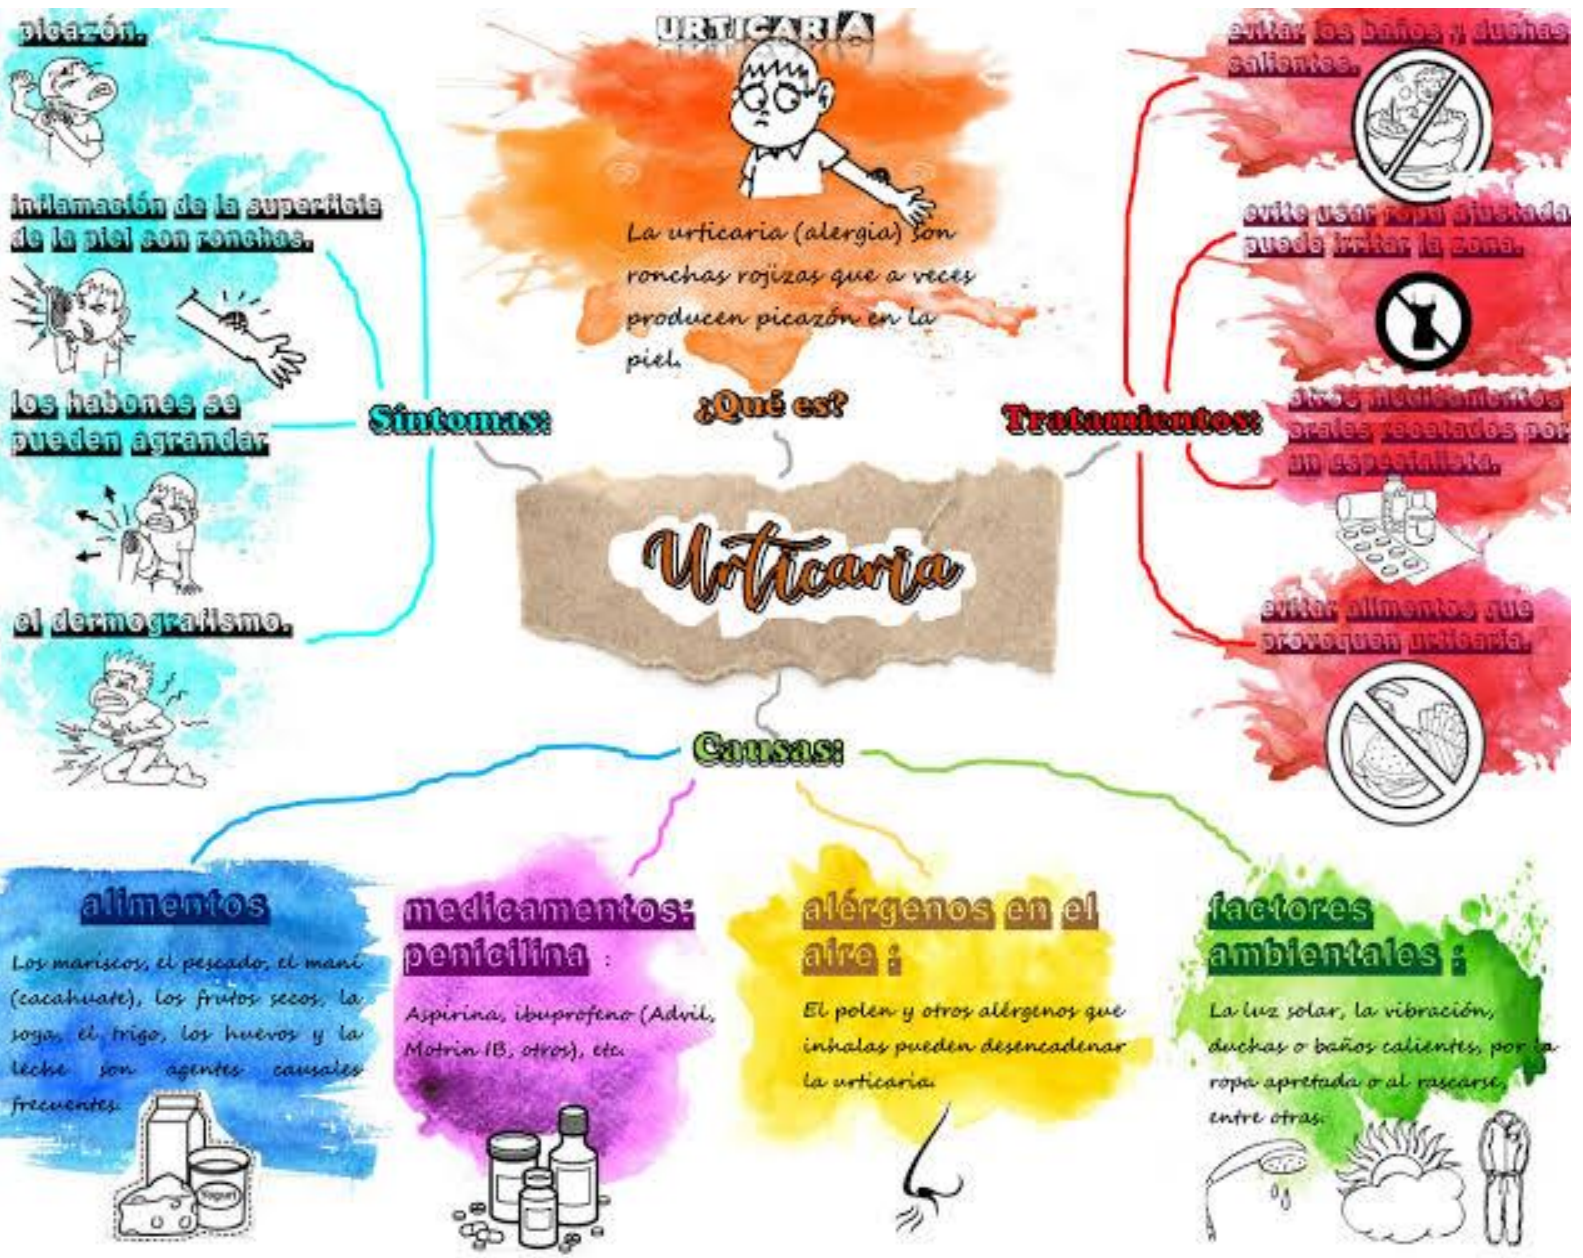 URTICARIA
La urticaria (alergia) son
ronchas rojizas que a veces
producen picazón en la
piel.
¿Qué es?
Urticaria
Síntomas:
picazón.
inflamación de la superficie
de la piel con ronchas.
los habones se
pueden agrandar
el dermografismo.
Tratamientos:
evitar los baños y duchas
calientes.
evite usar ropa ajustada
puede irritar la zona.
otros medicamentos
orales recetados por
un especialista.
evitar alimentos que
provoquen urticaria.
Causas:
alimentos
Los mariscos, el pescado, el maní
(cacahuate), los frutos secos, la
soya, el trigo, los huevos y la
leche son agentes causales
frecuentes.
Yogurt
medicamentos:
penicilina :
Aspirina, ibuprofeno (Advil,
Motrin IB, otros), etc.
alérgenos en el
aire :
El polen y otros alérgenos que
inhalas pueden desencadenar
la urticaria.
factores
ambientales :
La luz solar, la vibración,
duchas o baños calientes, por la
ropa apretada o al rascarse,
entre otras.